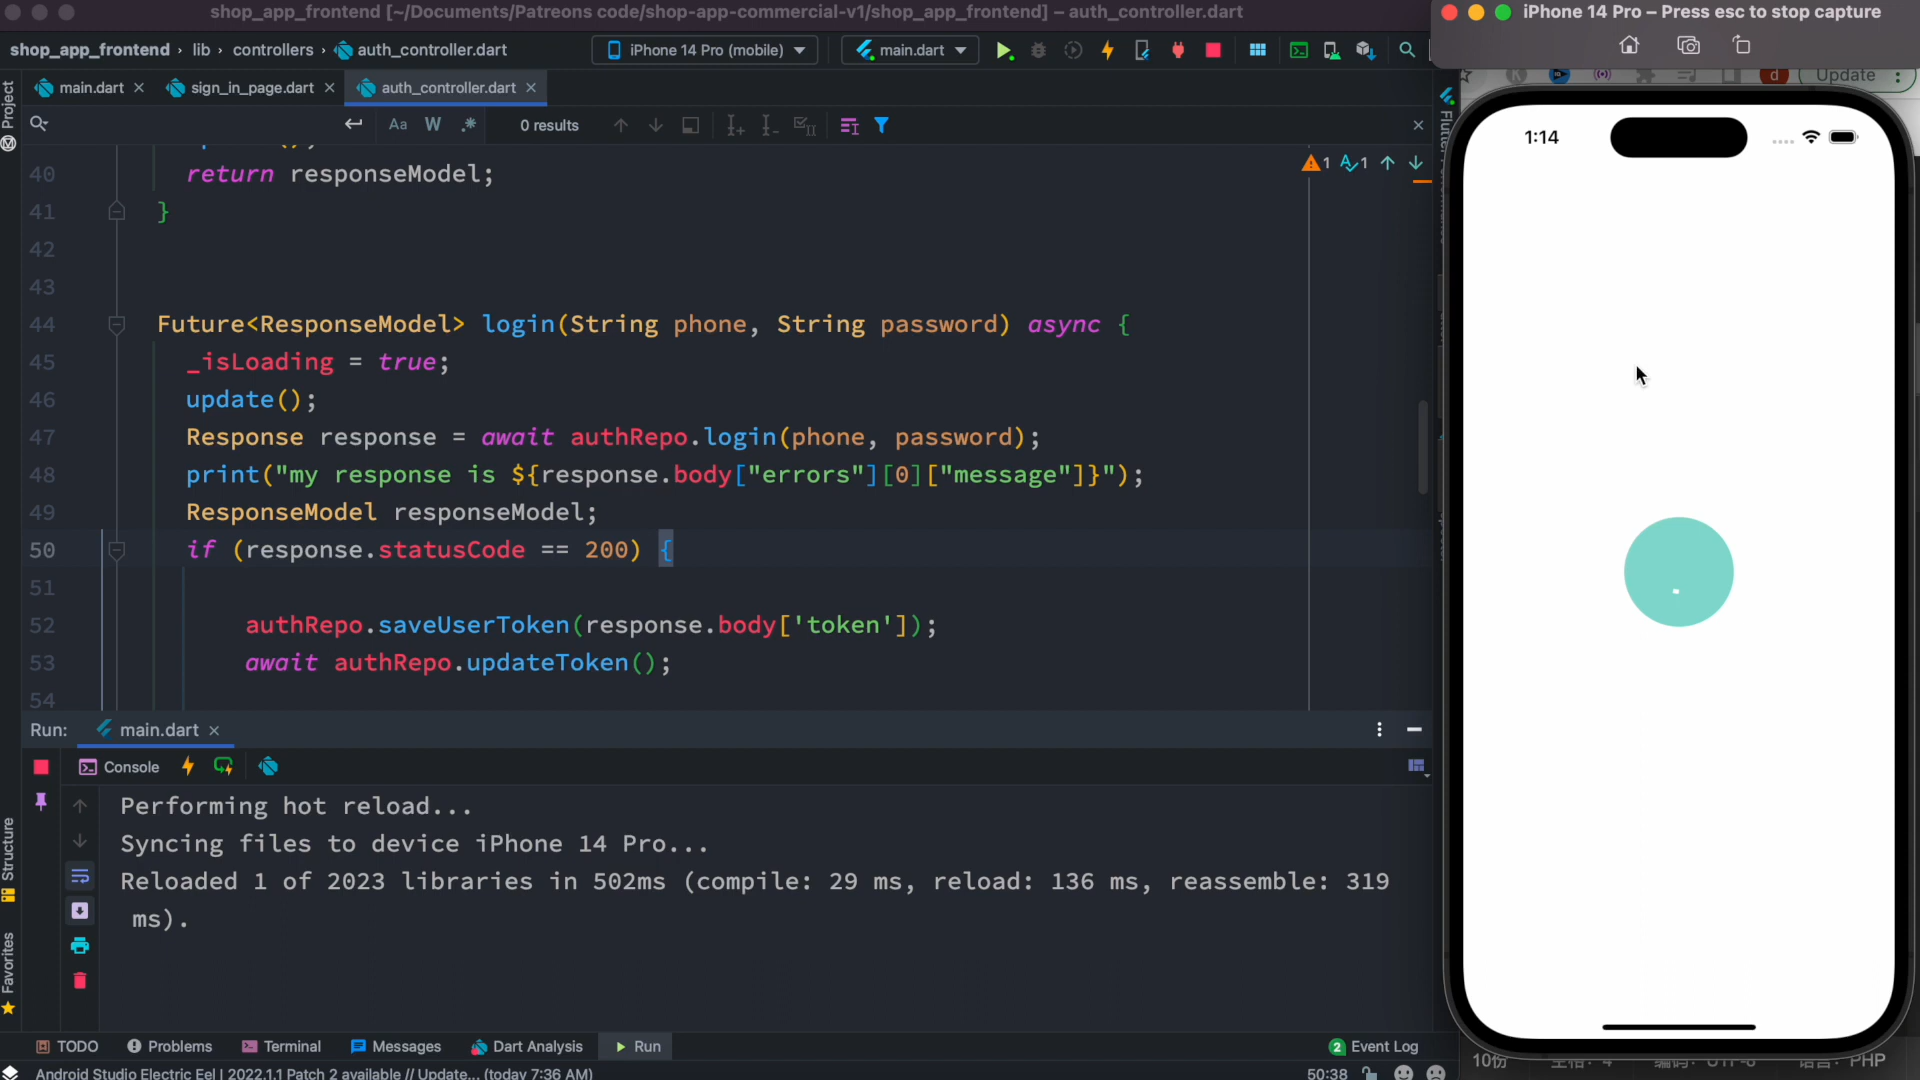 shop_app_frontend [~/Documents/Patreons code/shop-app-commercial-v1/shop_app_frontend] – auth_controller.dart
iPhone 14 Pro – Press esc to stop capture
shop_app_frontend › lib › controllers › auth_controller.dart
iPhone 14 Pro (mobile)
main.dart
Update
main.dart
sign_in_page.dart
auth_controller.dart
Project
Aa W .* 0 results
1:14
1 1
40 return responseModel;
41 }
42
43
44 Future<ResponseModel> login(String phone, String password) async {
45 _isLoading = true;
46 update();
47 Response response = await authRepo.login(phone, password);
48 print("my response is ${response.body["errors"][0]["message"]}");
49 ResponseModel responseModel;
50 if (response.statusCode == 200) {
51
52 authRepo.saveUserToken(response.body['token']);
53 await authRepo.updateToken();
54
Run: main.dart
Console
Performing hot reload...
Syncing files to device iPhone 14 Pro...
Reloaded 1 of 2023 libraries in 502ms (compile: 29 ms, reload: 136 ms, reassemble: 319
ms).
Structure
Favorites
TODO Problems Terminal Messages Dart Analysis Run
2 Event Log
Android Studio Electric Eel | 2022.1.1 Patch 2 available // Update... (today 7:36 AM)
50:38
PHP